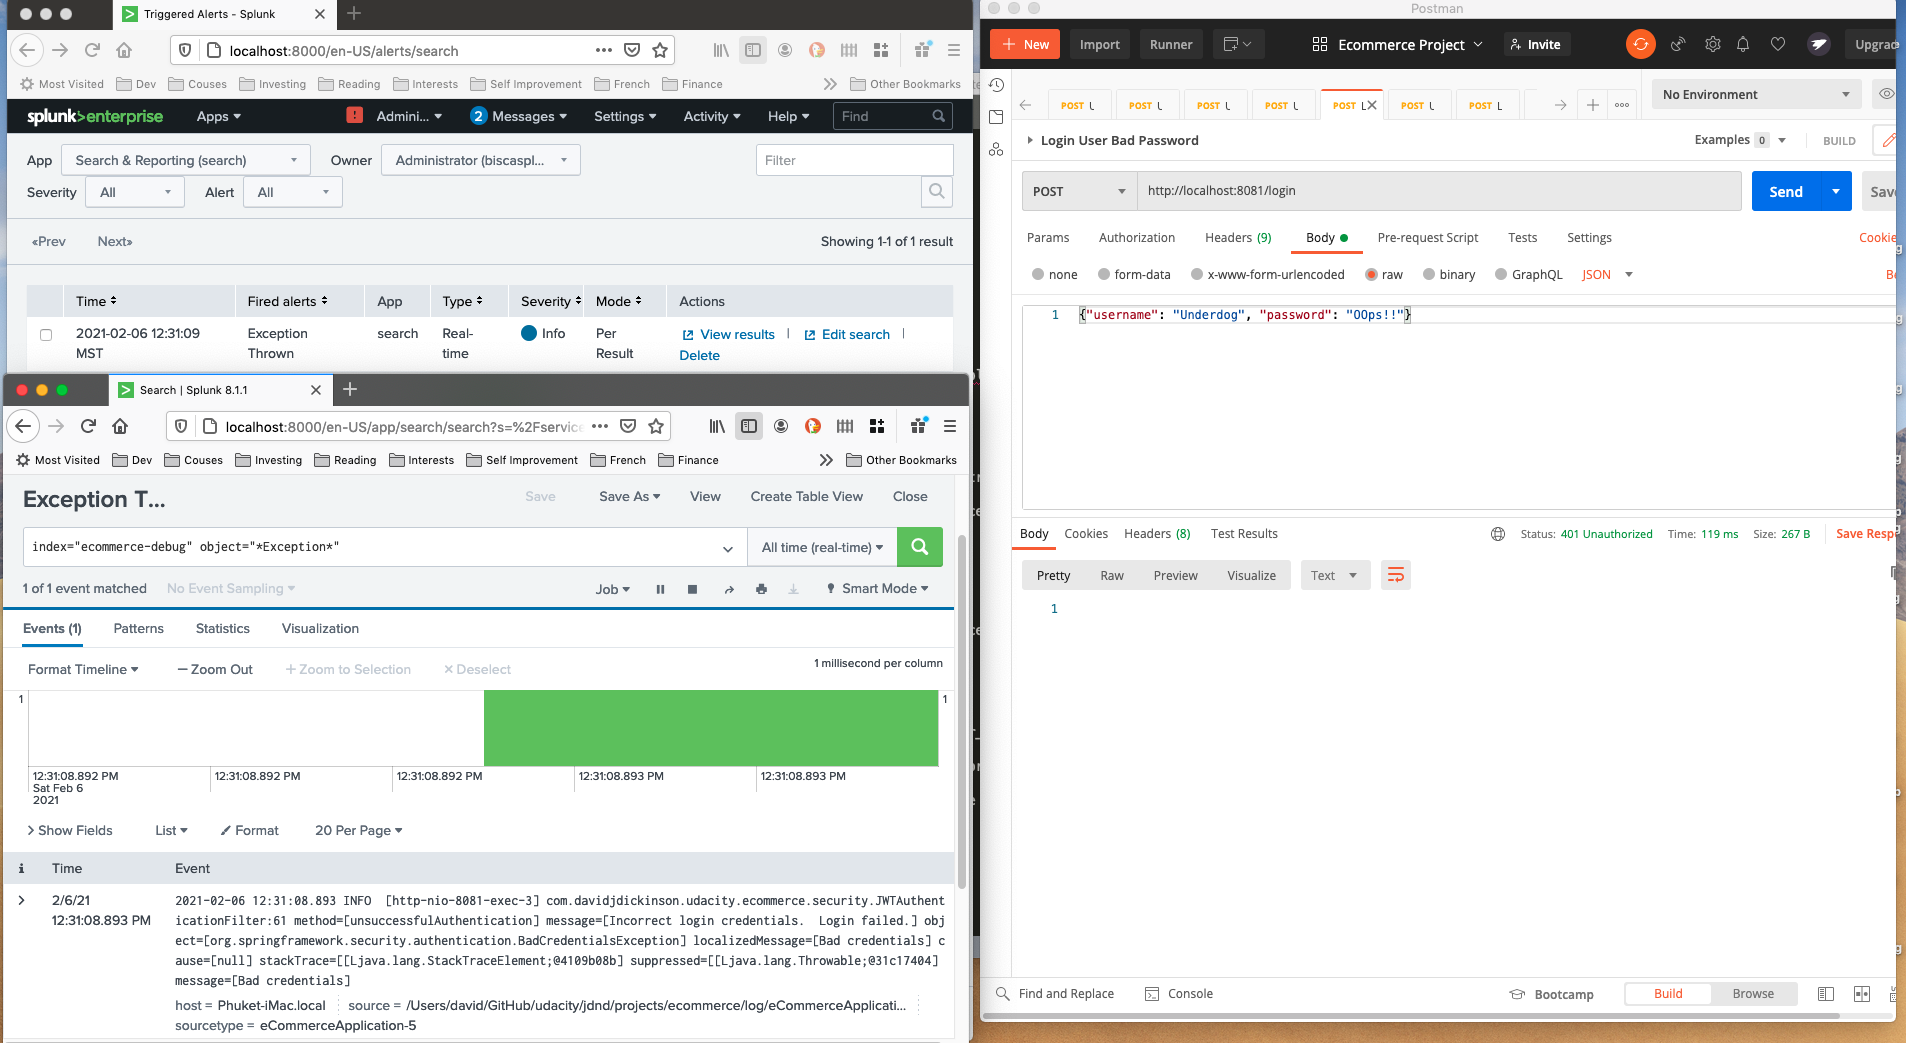 Triggered Alerts - Splunk
localhost:8000/en-US/alerts/search
Most Visited Dev Couses Investing Reading Interests Self Improvement French Finance Other Bookmarks
splunk>enterprise Apps Admini... 2 Messages Settings Activity Help Find
App Search & Reporting (search) Owner Administrator (biscaspl... Filter
Severity All Alert All
«Prev Next» Showing 1-1 of 1 result
Time Fired alerts App Type Severity Mode Actions
2021-02-06 12:31:09 Exception search Real- Info Per View results | Edit search |
MST Thrown time Result Delete
Search | Splunk 8.1.1
localhost:8000/en-US/app/search/search?s=%2Fservice
Most Visited Dev Couses Investing Reading Interests Self Improvement French Finance Other Bookmarks
Exception T... Save Save As View Create Table View Close
index="ecommerce-debug" object="*Exception*" All time (real-time)
1 of 1 event matched No Event Sampling Job Smart Mode
Events (1) Patterns Statistics Visualization
Format Timeline — Zoom Out + Zoom to Selection × Deselect 1 millisecond per column
1 1
12:31:08.892 PM 12:31:08.892 PM 12:31:08.892 PM 12:31:08.893 PM 12:31:08.893 PM
Sat Feb 6
2021
> Show Fields List Format 20 Per Page
i Time Event
> 2/6/21 2021-02-06 12:31:08.893 INFO [http-nio-8081-exec-3] com.davidjdickinson.udacity.ecommerce.security.JWTAuthent
12:31:08.893 PM icationFilter:61 method=[unsuccessfulAuthentication] message=[Incorrect login credentials. Login failed.] obj
ect=[org.springframework.security.authentication.BadCredentialsException] localizedMessage=[Bad credentials] c
ause=[null] stackTrace=[[Ljava.lang.StackTraceElement;@4109b08b] suppressed=[[Ljava.lang.Throwable;@31c17404]
message=[Bad credentials]
host = Phuket-iMac.local source = /Users/david/GitHub/udacity/jdnd/projects/ecommerce/log/eCommerceApplicati...
sourcetype = eCommerceApplication-5
Postman
+ New Import Runner Ecommerce Project Invite Upgrade
POST L POST L POST L POST L POST L POST L POST L No Environment
Login User Bad Password Examples 0 BUILD
POST http://localhost:8081/login Send Save
Params Authorization Headers (9) Body Pre-request Script Tests Settings Cookie
none form-data x-www-form-urlencoded raw binary GraphQL JSON Be
1 {"username": "Underdog", "password": "OOps!!"}
Body Cookies Headers (8) Test Results Status: 401 Unauthorized Time: 119 ms Size: 267 B Save Resp
Pretty Raw Preview Visualize Text
1
Find and Replace Console Bootcamp Build Browse